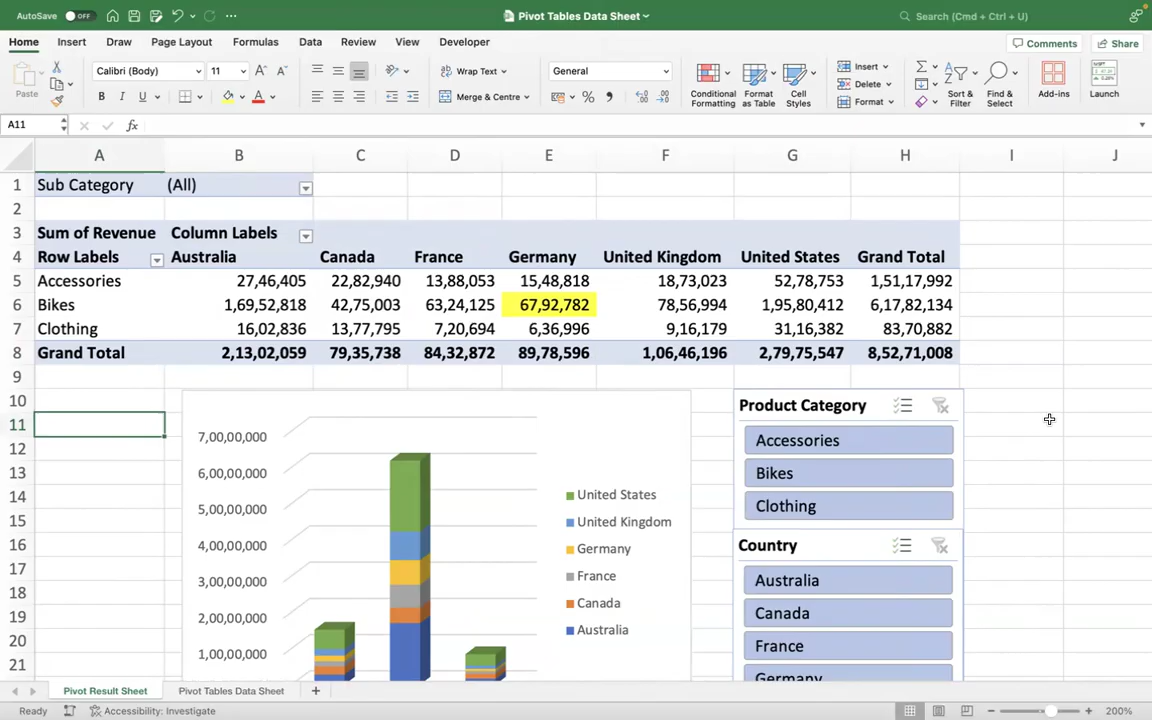 AutoSave OFF Pivot Tables Data Sheet Search (Cmd + Ctrl + U)
Home Insert Draw Page Layout Formulas Data Review View Developer Comments Share
Paste Calibri (Body) 11 A^ A˅ Wrap Text General Conditional Formatting Format as Table Cell Styles Insert Sort & Filter Find & Select Add-ins Launch
B I U A Merge & Centre % Delete Format
A11 fx
A B C D E F G H I J
1 Sub Category (All)
2
3 Sum of Revenue Column Labels
4 Row Labels Australia Canada France Germany United Kingdom United States Grand Total
5 Accessories 27,46,405 22,82,940 13,88,053 15,48,818 18,73,023 52,78,753 1,51,17,992
6 Bikes 1,69,52,818 42,75,003 63,24,125 67,92,782 78,56,994 1,95,80,412 6,17,82,134
7 Clothing 16,02,836 13,77,795 7,20,694 6,36,996 9,16,179 31,16,382 83,70,882
8 Grand Total 2,13,02,059 79,35,738 84,32,872 89,78,596 1,06,46,196 2,79,75,547 8,52,71,008
9
10 Product Category
11 7,00,00,000 Accessories
12 6,00,00,000
13 Bikes
14 5,00,00,000 United States Clothing
15 4,00,00,000 United Kingdom
16 Germany Country
17 3,00,00,000 France Australia
18 Canada
19 2,00,00,000 Canada
20 1,00,00,000 Australia France
21 Germany
Pivot Result Sheet Pivot Tables Data Sheet +
Ready Accessibility: Investigate 200%